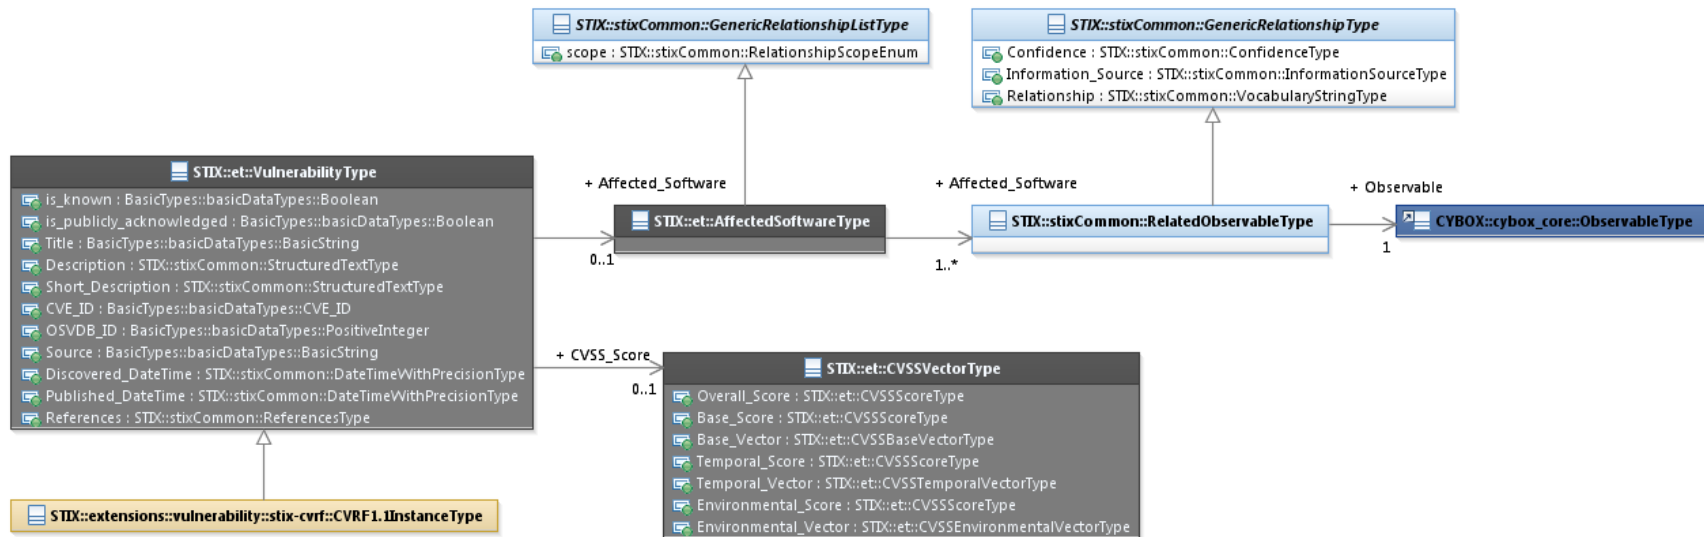 STIX::stixCommon::GenericRelationshipListType
scope : STIX::stixCommon::RelationshipScopeEnum
STIX::stixCommon::GenericRelationshipType
Confidence : STIX::stixCommon::ConfidenceType
Information_Source : STIX::stixCommon::InformationSourceType
Relationship : STIX::stixCommon::VocabularyStringType
STIX::et::VulnerabilityType
is_known : BasicTypes::basicDataTypes::Boolean
is_publicly_acknowledged : BasicTypes::basicDataTypes::Boolean
Title : BasicTypes::basicDataTypes::BasicString
Description : STIX::stixCommon::StructuredTextType
Short_Description : STIX::stixCommon::StructuredTextType
CVE_ID : BasicTypes::basicDataTypes::CVE_ID
OSVDB_ID : BasicTypes::basicDataTypes::PositiveInteger
Source : BasicTypes::basicDataTypes::BasicString
Discovered_DateTime : STIX::stixCommon::DateTimeWithPrecisionType
Published_DateTime : STIX::stixCommon::DateTimeWithPrecisionType
References : STIX::stixCommon::ReferencesType
+ Affected_Software
0..1
STIX::et::AffectedSoftwareType
+ Affected_Software
1..*
STIX::stixCommon::RelatedObservableType
+ Observable
1
CYBOX::cybox_core::ObservableType
+ CVSS_Score
0..1
STIX::et::CVSSVectorType
Overall_Score : STIX::et::CVSSScoreType
Base_Score : STIX::et::CVSSScoreType
Base_Vector : STIX::et::CVSSBaseVectorType
Temporal_Score : STIX::et::CVSSScoreType
Temporal_Vector : STIX::et::CVSSTemporalVectorType
Environmental_Score : STIX::et::CVSSScoreType
Environmental_Vector : STIX::et::CVSSEnvironmentalVectorType
STIX::extensions::vulnerability::stix-cvrf::CVRF1.1InstanceType